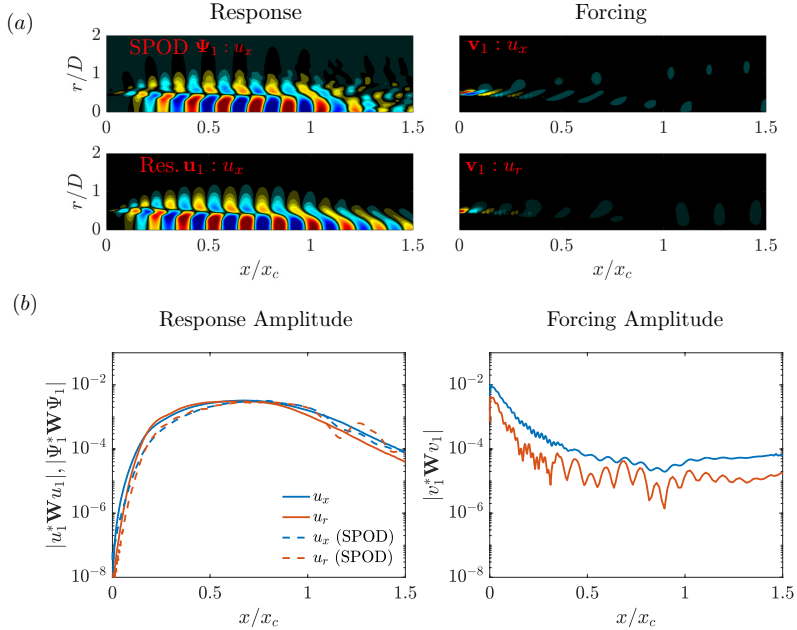 (a)
Response
Forcing
SPOD Ψ₁ : uₓ
v₁ : uₓ
r/D
2
1
0
0 0.5 1 1.5
0 0.5 1 1.5
Res. u₁ : uₓ
v₁ : uᵣ
r/D
2
1
0
0 0.5 1 1.5
0 0.5 1 1.5
x/x_c
x/x_c
(b)
Response Amplitude
Forcing Amplitude
|u₁*Wu₁|, |Ψ₁*WΨ₁|
10⁻²
10⁻⁴
10⁻⁶
10⁻⁸
uₓ
uᵣ
uₓ (SPOD)
uᵣ (SPOD)
0 0.5 1 1.5
x/x_c
|v₁*Wv₁|
10⁻²
10⁻⁴
10⁻⁶
10⁻⁸
0 0.5 1 1.5
x/x_c